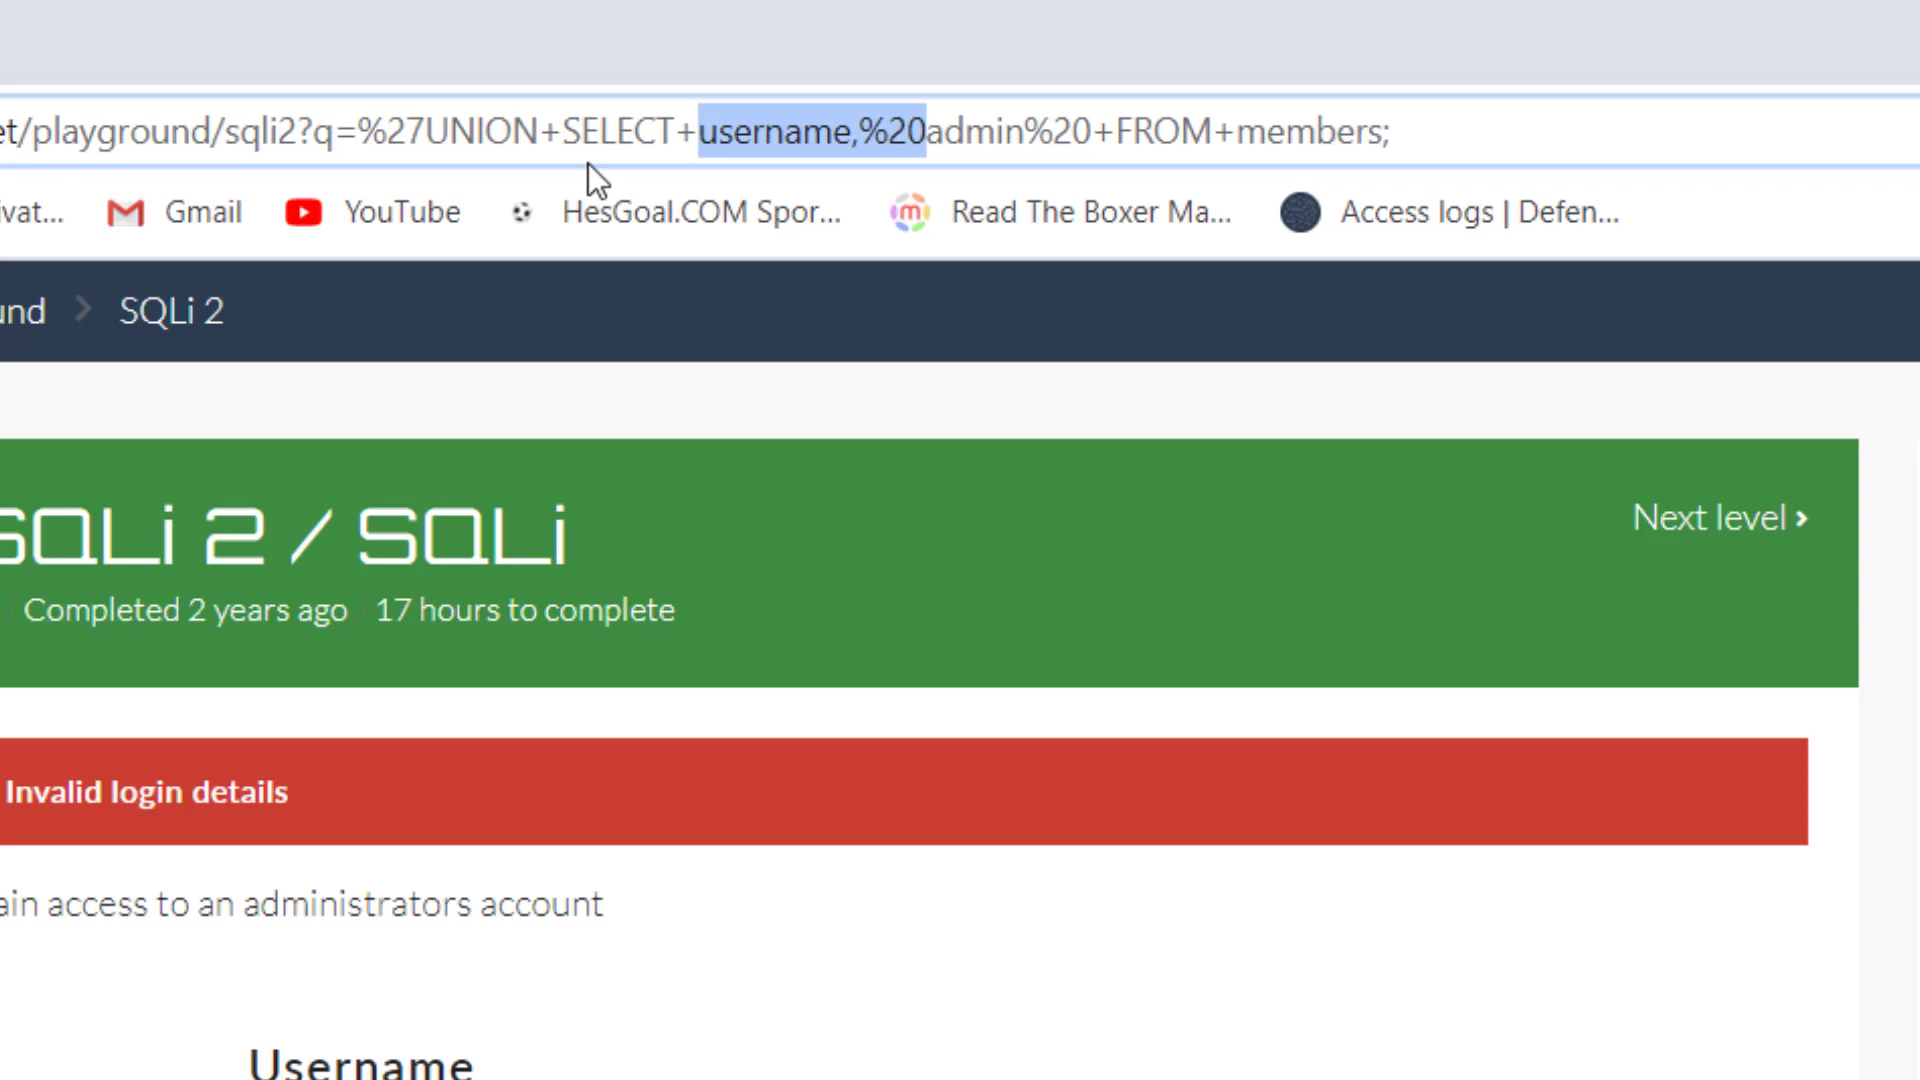 et/playground/sqli2?q=%27UNION+SELECT+username,%20admin%20+FROM+members;
ivat... Gmail YouTube HesGoal.COM Spor... Read The Boxer Ma... Access logs | Defen...
und > SQLi 2
SQLi 2 / SQLi
Next level ›
Completed 2 years ago 17 hours to complete
Invalid login details
ain access to an administrators account
Username